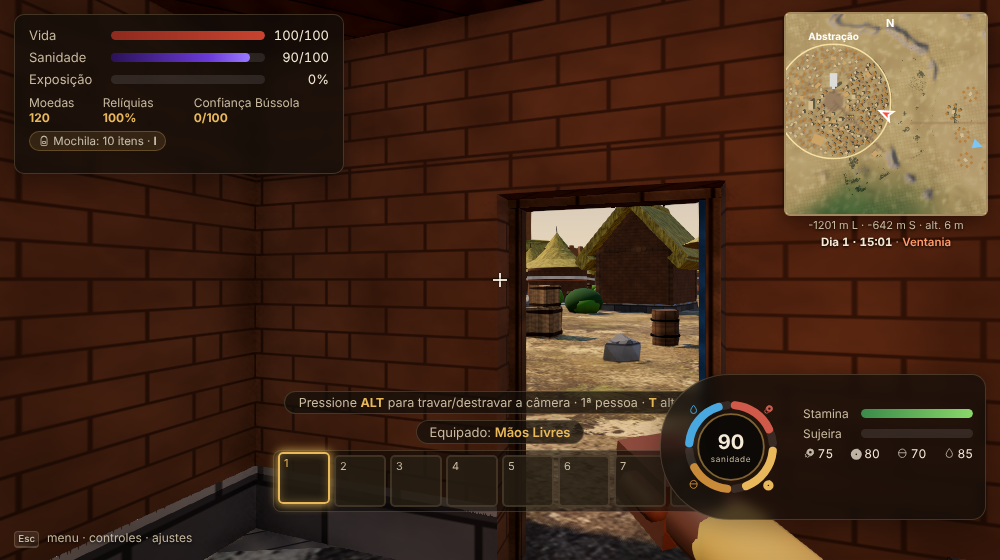 Vida 100/100
Sanidade 90/100
Exposição 0%
Moedas Relíquias Confiança Bússola
120 100% 0/100
Mochila: 10 itens · I
N
Abstração
-1201 m L · -642 m S · alt. 6 m
Dia 1 · 15:01 · Ventania
Pressione ALT para travar/destravar a câmera · 1ª pessoa · T alt
Equipado: Mãos Livres
1 2 3 4 5 6 7
90
sanidade
Stamina
Sujeira
75 80 70 85
Esc menu · controles · ajustes